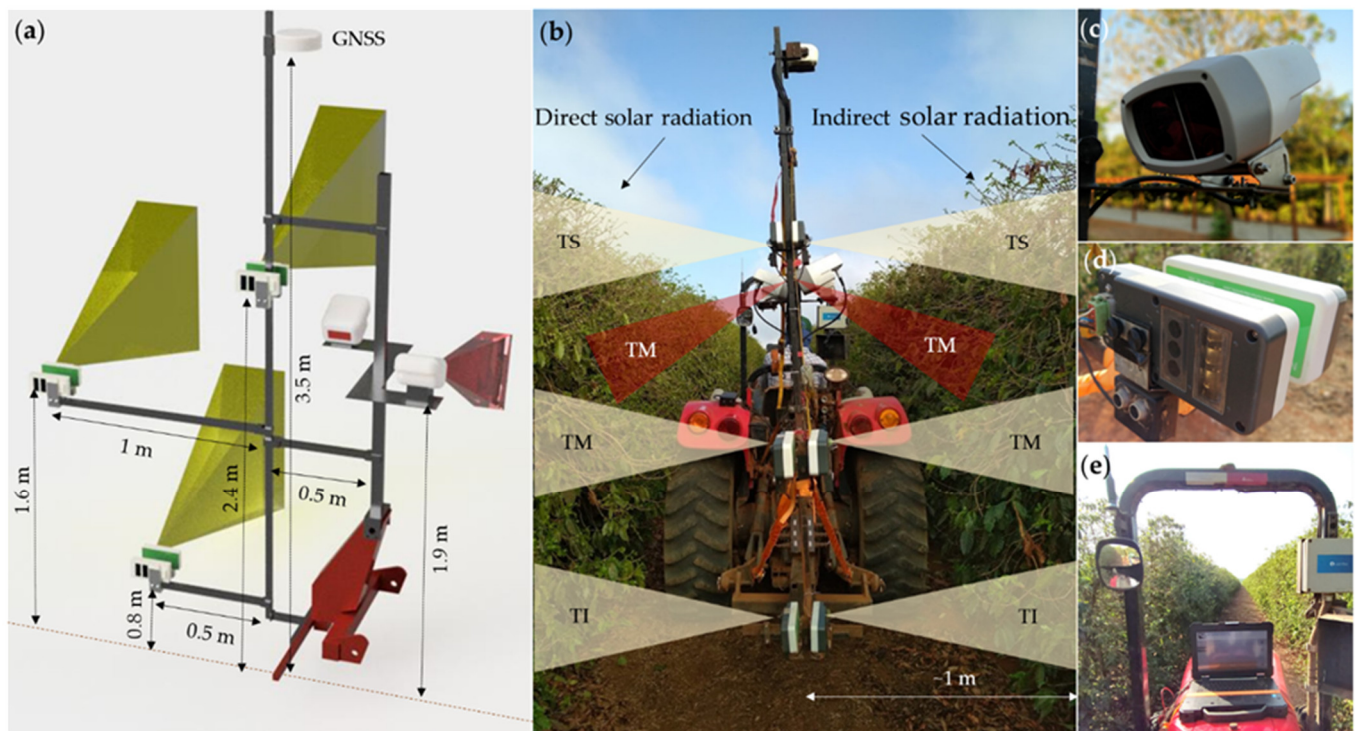 (a)
GNSS
3.5 m
1 m
0.5 m
2.4 m
1.6 m
1.9 m
0.8 m
0.5 m
(b)
Direct solar radiation
Indirect solar radiation
TS
TS
TM
TM
TM
TM
TI
TI
~1 m
(c)
(d)
(e)